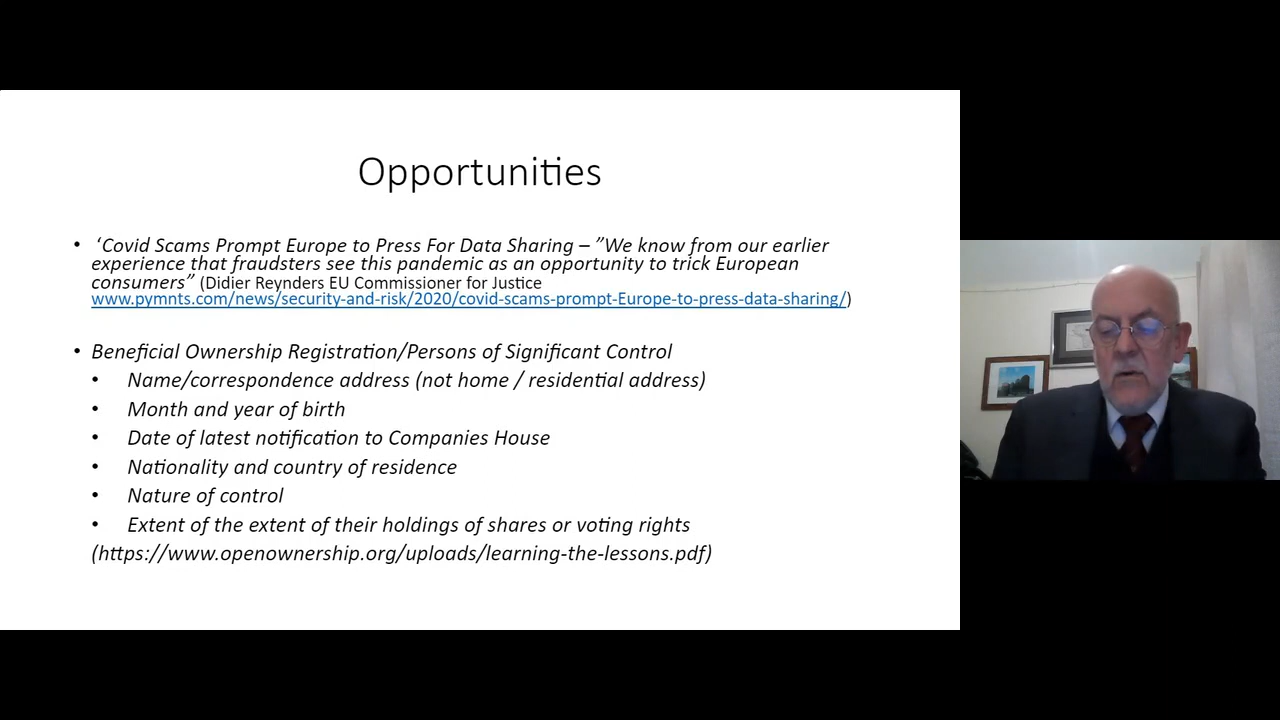 Opportunities
• ‘Covid Scams Prompt Europe to Press For Data Sharing – ”We know from our earlier
experience that fraudsters see this pandemic as an opportunity to trick European
consumers” (Didier Reynders EU Commissioner for Justice
www.pymnts.com/news/security-and-risk/2020/covid-scams-prompt-Europe-to-press-data-sharing/)
• Beneficial Ownership Registration/Persons of Significant Control
• Name/correspondence address (not home / residential address)
• Month and year of birth
• Date of latest notification to Companies House
• Nationality and country of residence
• Nature of control
• Extent of the extent of their holdings of shares or voting rights
(https://www.openownership.org/uploads/learning-the-lessons.pdf)